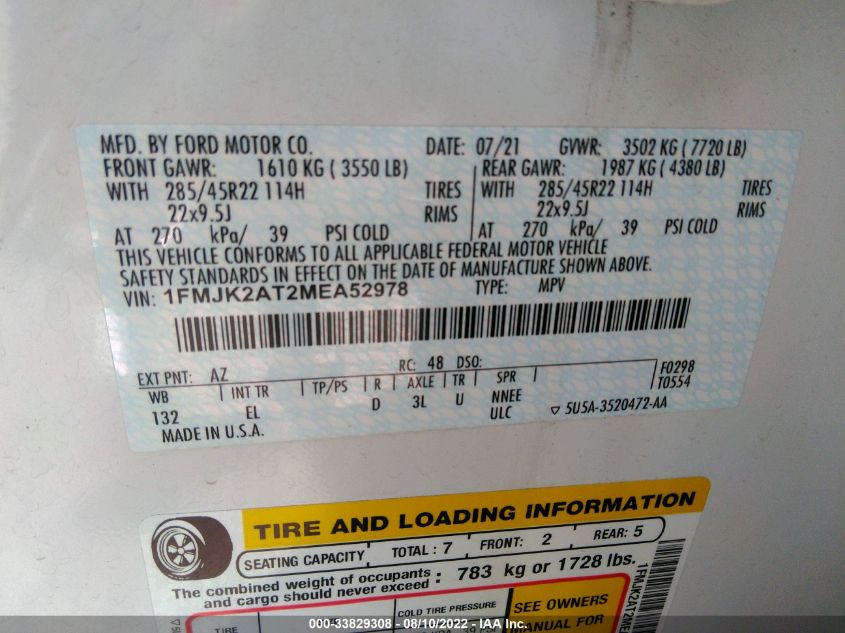 MFD. BY FORD MOTOR CO. DATE: 07/21 GVWR: 3502 KG ( 7720 LB)
FRONT GAWR: 1610 KG ( 3550 LB) REAR GAWR: 1987 KG ( 4380 LB)
WITH 285/45R22 114H TIRES WITH 285/45R22 114H TIRES
22x9.5J RIMS 22x9.5J RIMS
AT 270 kPa/ 39 PSI COLD AT 270 kPa/ 39 PSI COLD
THIS VEHICLE CONFORMS TO ALL APPLICABLE FEDERAL MOTOR VEHICLE
SAFETY STANDARDS IN EFFECT ON THE DATE OF MANUFACTURE SHOWN ABOVE.
VIN: 1FMJK2AT2MEA52978 TYPE: MPV
EXT PNT: AZ RC: 48 DSO: F0298
WB INT TR TP/PS R AXLE TR SPR T0554
132 EL D 3L U NNEE
ULC 5U5A-3520472-AA
MADE IN U.S.A.
TIRE AND LOADING INFORMATION
SEATING CAPACITY TOTAL : 7 FRONT: 2 REAR: 5
The combined weight of occupants and cargo should never exceed : 783 kg or 1728 lbs.
TIRE COLD TIRE PRESSURE SEE OWNERS
MANUAL FOR
000-33829308 - 08/10/2022 - IAA Inc.